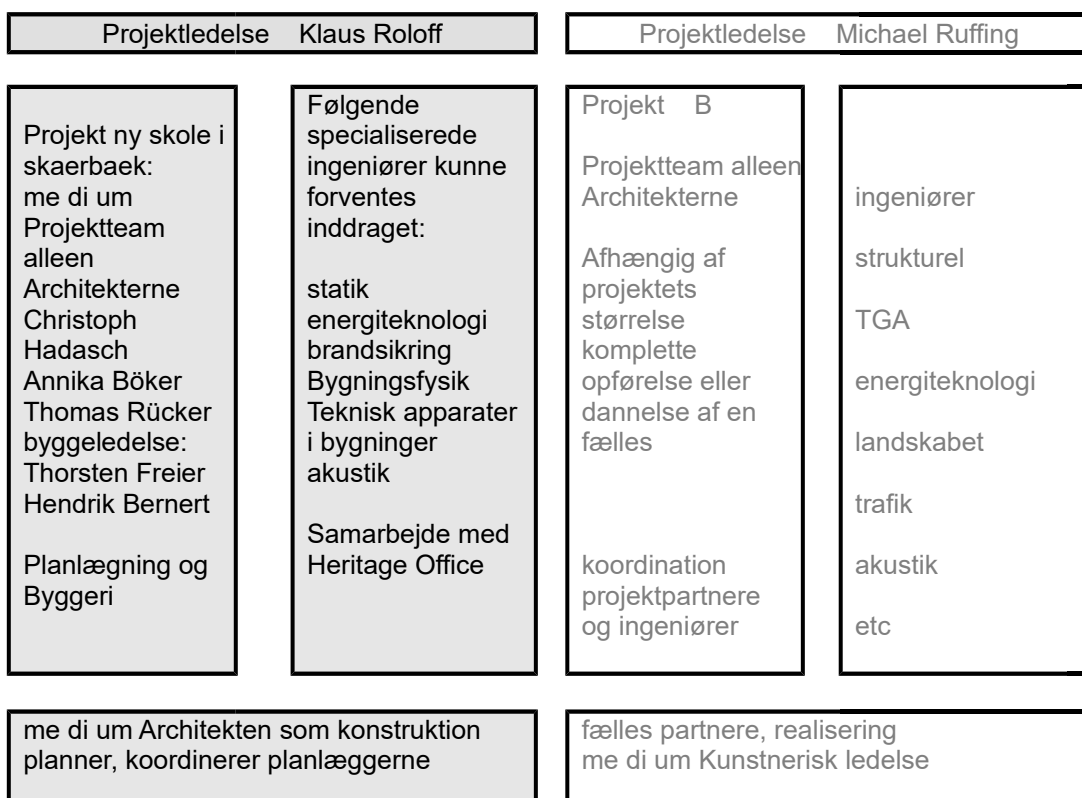 Projektledelse Klaus Roloff
Projektledelse Michael Ruffing
Projekt ny skole i
skaerbaek:
me di um
Projektteam
alleen
Architekterne
Christoph
Hadasch
Annika Böker
Thomas Rücker
byggeledelse:
Thorsten Freier
Hendrik Bernert
Planlægning og
Byggeri
Følgende
specialiserede
ingeniører kunne
forventes
inddraget:
statik
energiteknologi
brandsikring
Bygningsfysik
Teknisk apparater
i bygninger
akustik
Samarbejde med
Heritage Office
Projekt B
Projektteam alleen
Architekterne
Afhængig af
projektets
størrelse
komplette
opførelse eller
dannelse af en
fælles
koordination
projektpartnere
og ingeniører
ingeniører
strukturel
TGA
energiteknologi
landskabet
trafik
akustik
etc
me di um Architekten som konstruktion
planner, koordinerer planlæggerne
fælles partnere, realisering
me di um Kunstnerisk ledelse